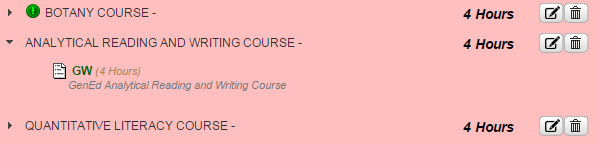 BOTANY COURSE - 4 Hours
ANALYTICAL READING AND WRITING COURSE - 4 Hours
GW (4 Hours)
GenEd Analytical Reading and Writing Course
QUANTITATIVE LITERACY COURSE - 4 Hours